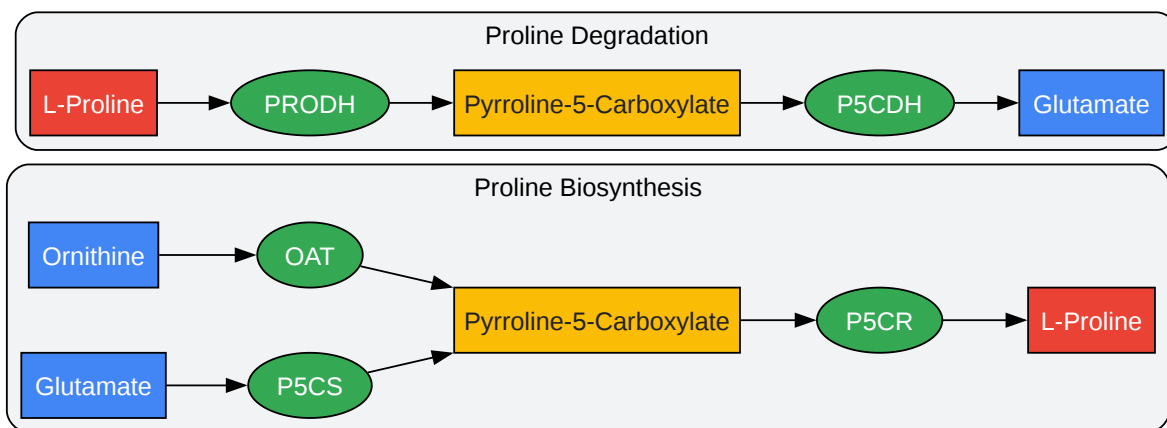 Proline Degradation
L-Proline
PRODH
Pyrroline-5-Carboxylate
P5CDH
Glutamate
Proline Biosynthesis
Ornithine
OAT
Pyrroline-5-Carboxylate
P5CR
L-Proline
Glutamate
P5CS